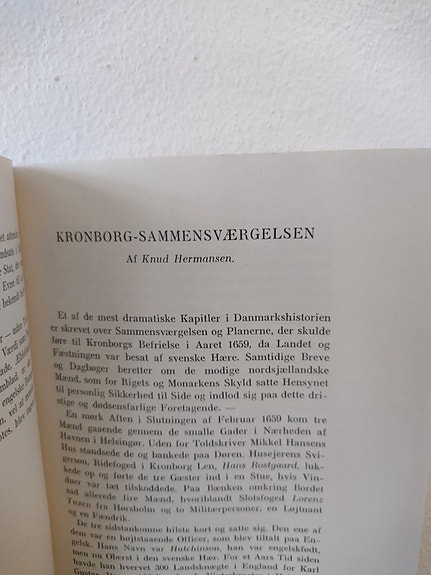 KRONBORG-SAMMENSVÆRGELSEN
Af Knud Hermansen.
Et af de mest dramatiske Kapitler i Danmarkshistorien
er skrevet over Sammensværgelsen og Planerne, der skulde
føre til Kronborgs Befrielse i Aaret 1659, da Landet og
Fæstningen var besat af svenske Hære. Samtidige Breve
og Dagbøger beretter om de modige nordsjællandske
Mænd, som for Rigets og Monarkens Skyld satte Hensynet
til personlig Sikkerhed til Side og indlod sig paa dette dri-
stige og dødsensfarlige Foretagende. —
En mørk Aften i Slutningen af Februar 1659 kom tre
Mænd gaaende gennem de smalle Gader i Nærheden af
Havnen i Helsingør. Uden for Toldskriver Mikkel Hansens
Hus standsede de og bankede paa Døren. Husejerens Svi-
gersøn, Ridefoged i Kronborg Len, Hans Rostgaard, luk-
kede op og førte de tre Gæster ind i en Stue, hvis Vin-
duer var tæt tilskoddede. Paa Bænken omkring Bordet
sad allerede fire Mænd, hvoriblandt Slotsfoged Lorenz
Tuxen fra Hørsholm og to Militærpersoner, en Løjtnant
og en Fændrik.
De tre sidstankomne hilste kort og satte sig. Den ene af
dem var en højtstaaende Officer, som blev tiltalt paa En-
gelsk. Hans Navn var Hutchinson, han var engelskfødt,
men nu Oberst i den svenske Hær. For et Aars Tid siden
havde han hvervet 300 Landsknægte i England for Karl